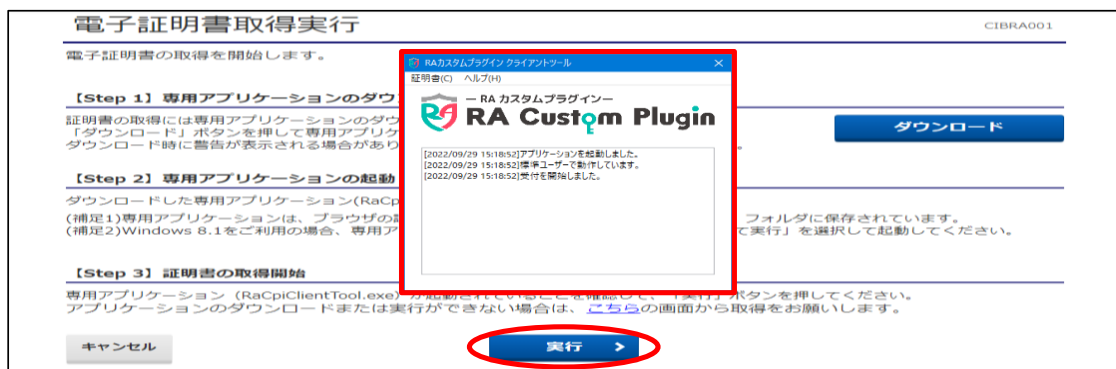 電子証明書取得実行
CIBRA001
電子証明書の取得を開始します。
RAカスタムプラグイン クライアントツール
証明書(C) ヘルプ(H)
RA カスタムプラグイン
RA Custom Plugin
[2022/09/29 15:18:52]アプリケーションを起動しました。
[2022/09/29 15:18:52]標準ユーザーで動作しています。
[2022/09/29 15:18:52]受付を開始しました。
【Step 1】専用アプリケーションのダウ
証明書の取得には専用アプリケーションのダウ
「ダウンロード」ボタンを押して専用アプリケ
ダウンロード時に警告が表示される場合があり
ダウンロード
【Step 2】専用アプリケーションの起動
ダウンロードした専用アプリケーション(RaCp
(補足1)専用アプリケーションは、ブラウザの
フォルダに保存されています。
(補足2)Windows 8.1をご利用の場合、専用ア
て実行」を選択して起動してください。
【Step 3】証明書の取得開始
専用アプリケーション（RaCpiClientTool.exe）が起動されていることを確認して、「実行」ボタンを押してください。
アプリケーションのダウンロードまたは実行ができない場合は、こちらの画面から取得をお願いします。
キャンセル
実行